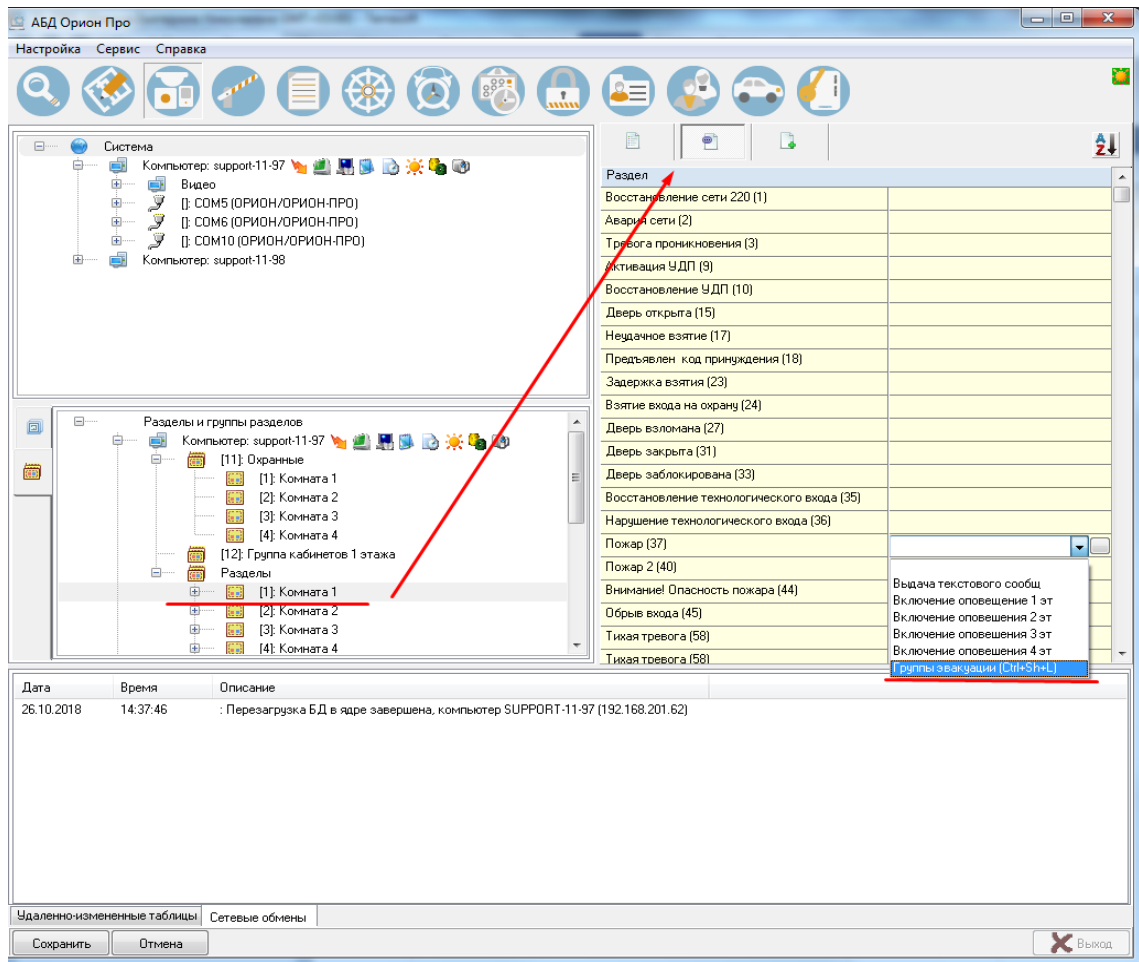 АБД Орион Про
Настройка Сервис Справка
Система
Компьютер: support-11-97
Видео
[]: COM5 (ОРИОН/ОРИОН-ПРО)
[]: COM6 (ОРИОН/ОРИОН-ПРО)
[]: COM10 (ОРИОН/ОРИОН-ПРО)
Компьютер: support-11-98
Разделы и группы разделов
Компьютер: support-11-97
[11]: Охранные
[1]: Комната 1
[2]: Комната 2
[3]: Комната 3
[4]: Комната 4
[12]: Группа кабинетов 1 этажа
Разделы
[1]: Комната 1
[2]: Комната 2
[3]: Комната 3
[4]: Комната 4
Раздел
Восстановление сети 220 (1)
Авария сети (2)
Тревога проникновения (3)
Активация УДП (9)
Восстановление УДП (10)
Дверь открыта (15)
Неудачное взятие (17)
Предъявлен код принуждения (18)
Задержка взятия (23)
Взятие входа на охрану (24)
Дверь взломана (27)
Дверь закрыта (31)
Дверь заблокирована (33)
Восстановление технологического входа (35)
Нарушение технологического входа (36)
Пожар (37)
Пожар 2 (40)
Внимание! Опасность пожара (44)
Обрыв входа (45)
Тихая тревога (58)
Тихая тревога (58)
Выдача текстового сообщ
Включение оповещение 1 эт
Включение оповешения 2 эт
Включение оповешения 3 эт
Включение оповешения 4 эт
Группы эвакуации (Ctrl+Sh+L)
Дата Время Описание
26.10.2018 14:37:46 : Перезагрузка БД в ядре завершена, компьютер SUPPORT-11-97 (192.168.201.62)
Удаленно-измененные таблицы Сетевые обмены
Сохранить Отмена Выход